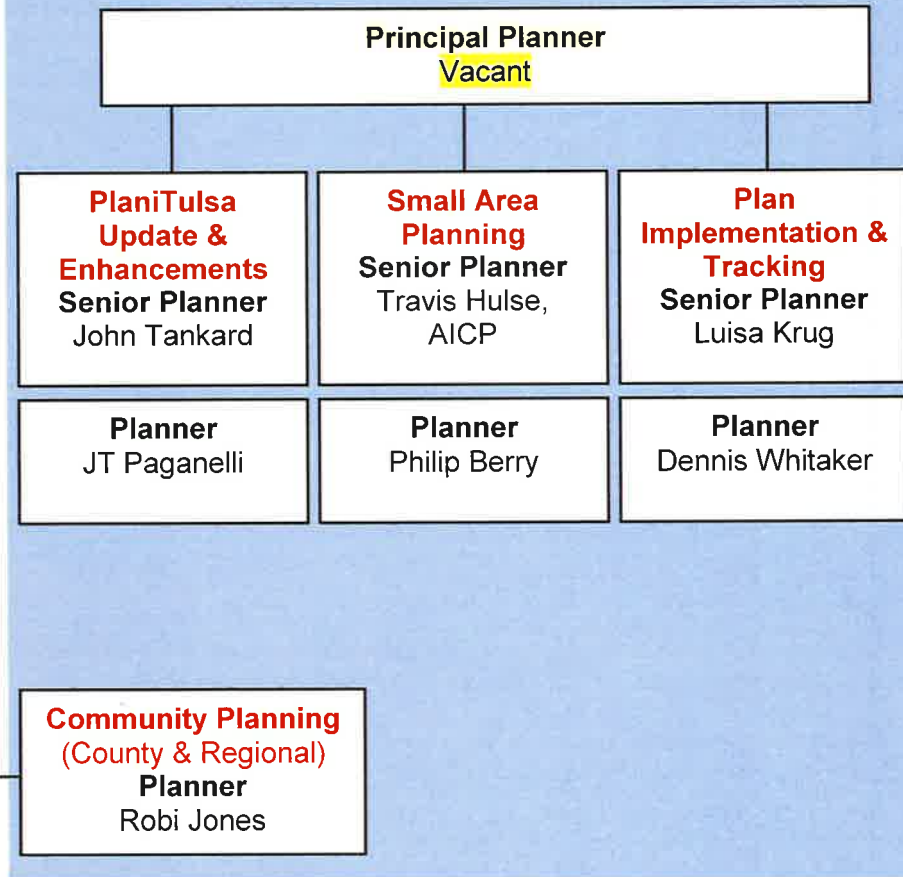 Principal Planner
Vacant
PlaniTulsa
Update &
Enhancements
Senior Planner
John Tankard
Small Area
Planning
Senior Planner
Travis Hulse,
AICP
Plan
Implementation &
Tracking
Senior Planner
Luisa Krug
Planner
JT Paganelli
Planner
Philip Berry
Planner
Dennis Whitaker
Community Planning
(County & Regional)
Planner
Robi Jones